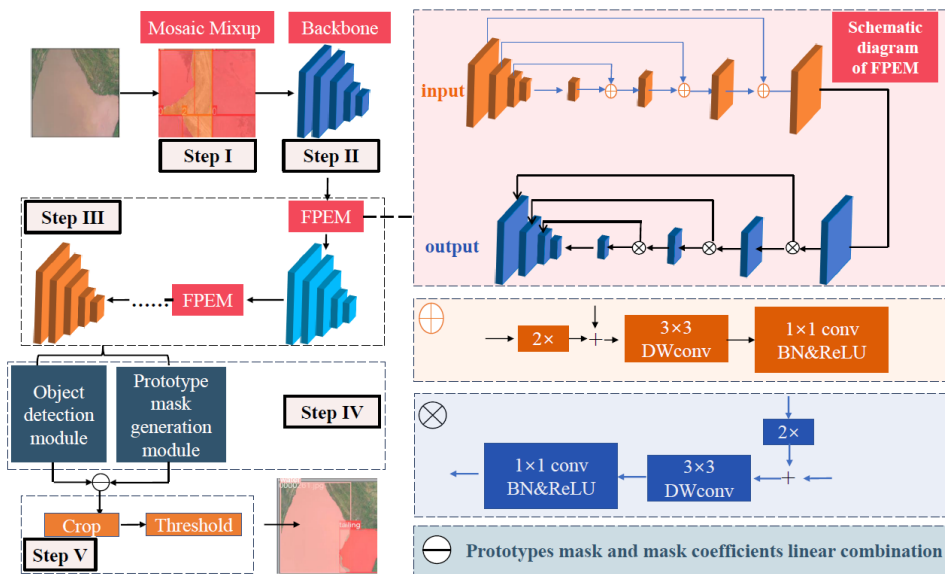 Mosaic Mixup
Backbone
Step I
Step II
Step III
FPEM
FPEM
......
Object
detection
module
Prototype
mask
generation
module
Step IV
Crop
Threshold
Step V
Schematic
diagram
of FPEM
input
output
2×
3×3
DWconv
1×1 conv
BN&ReLU
2×
1×1 conv
BN&ReLU
3×3
DWconv
Prototypes mask and mask coefficients linear combination